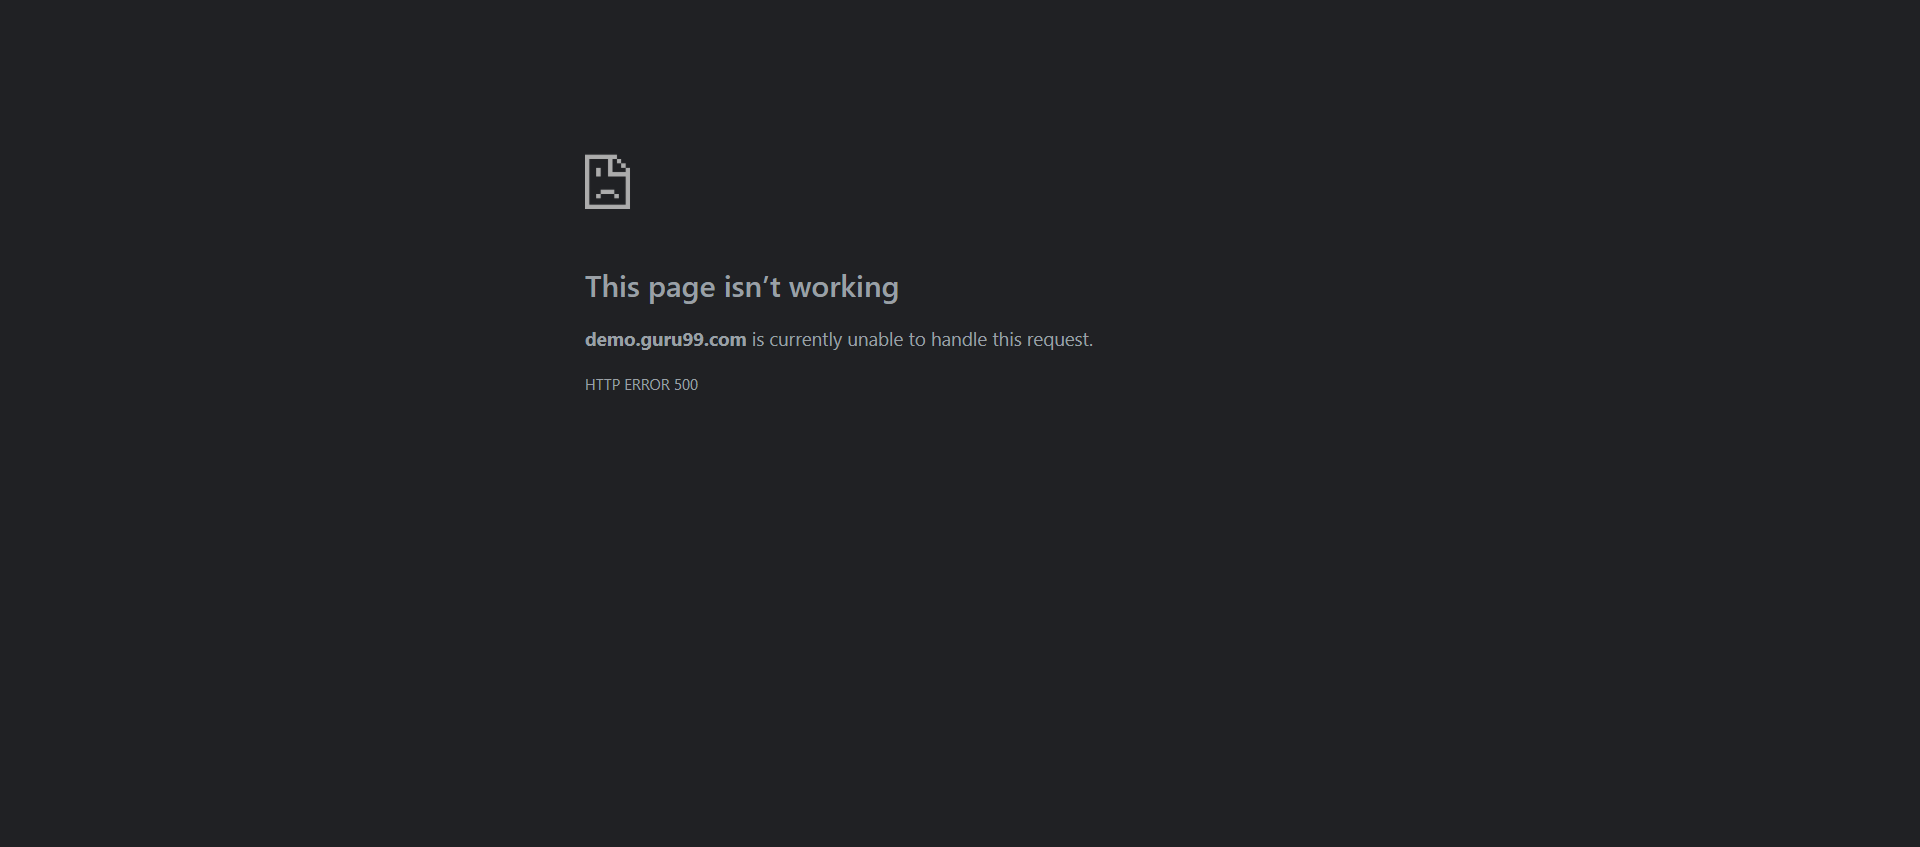 This page isn’t working
demo.guru99.com is currently unable to handle this request.
HTTP ERROR 500